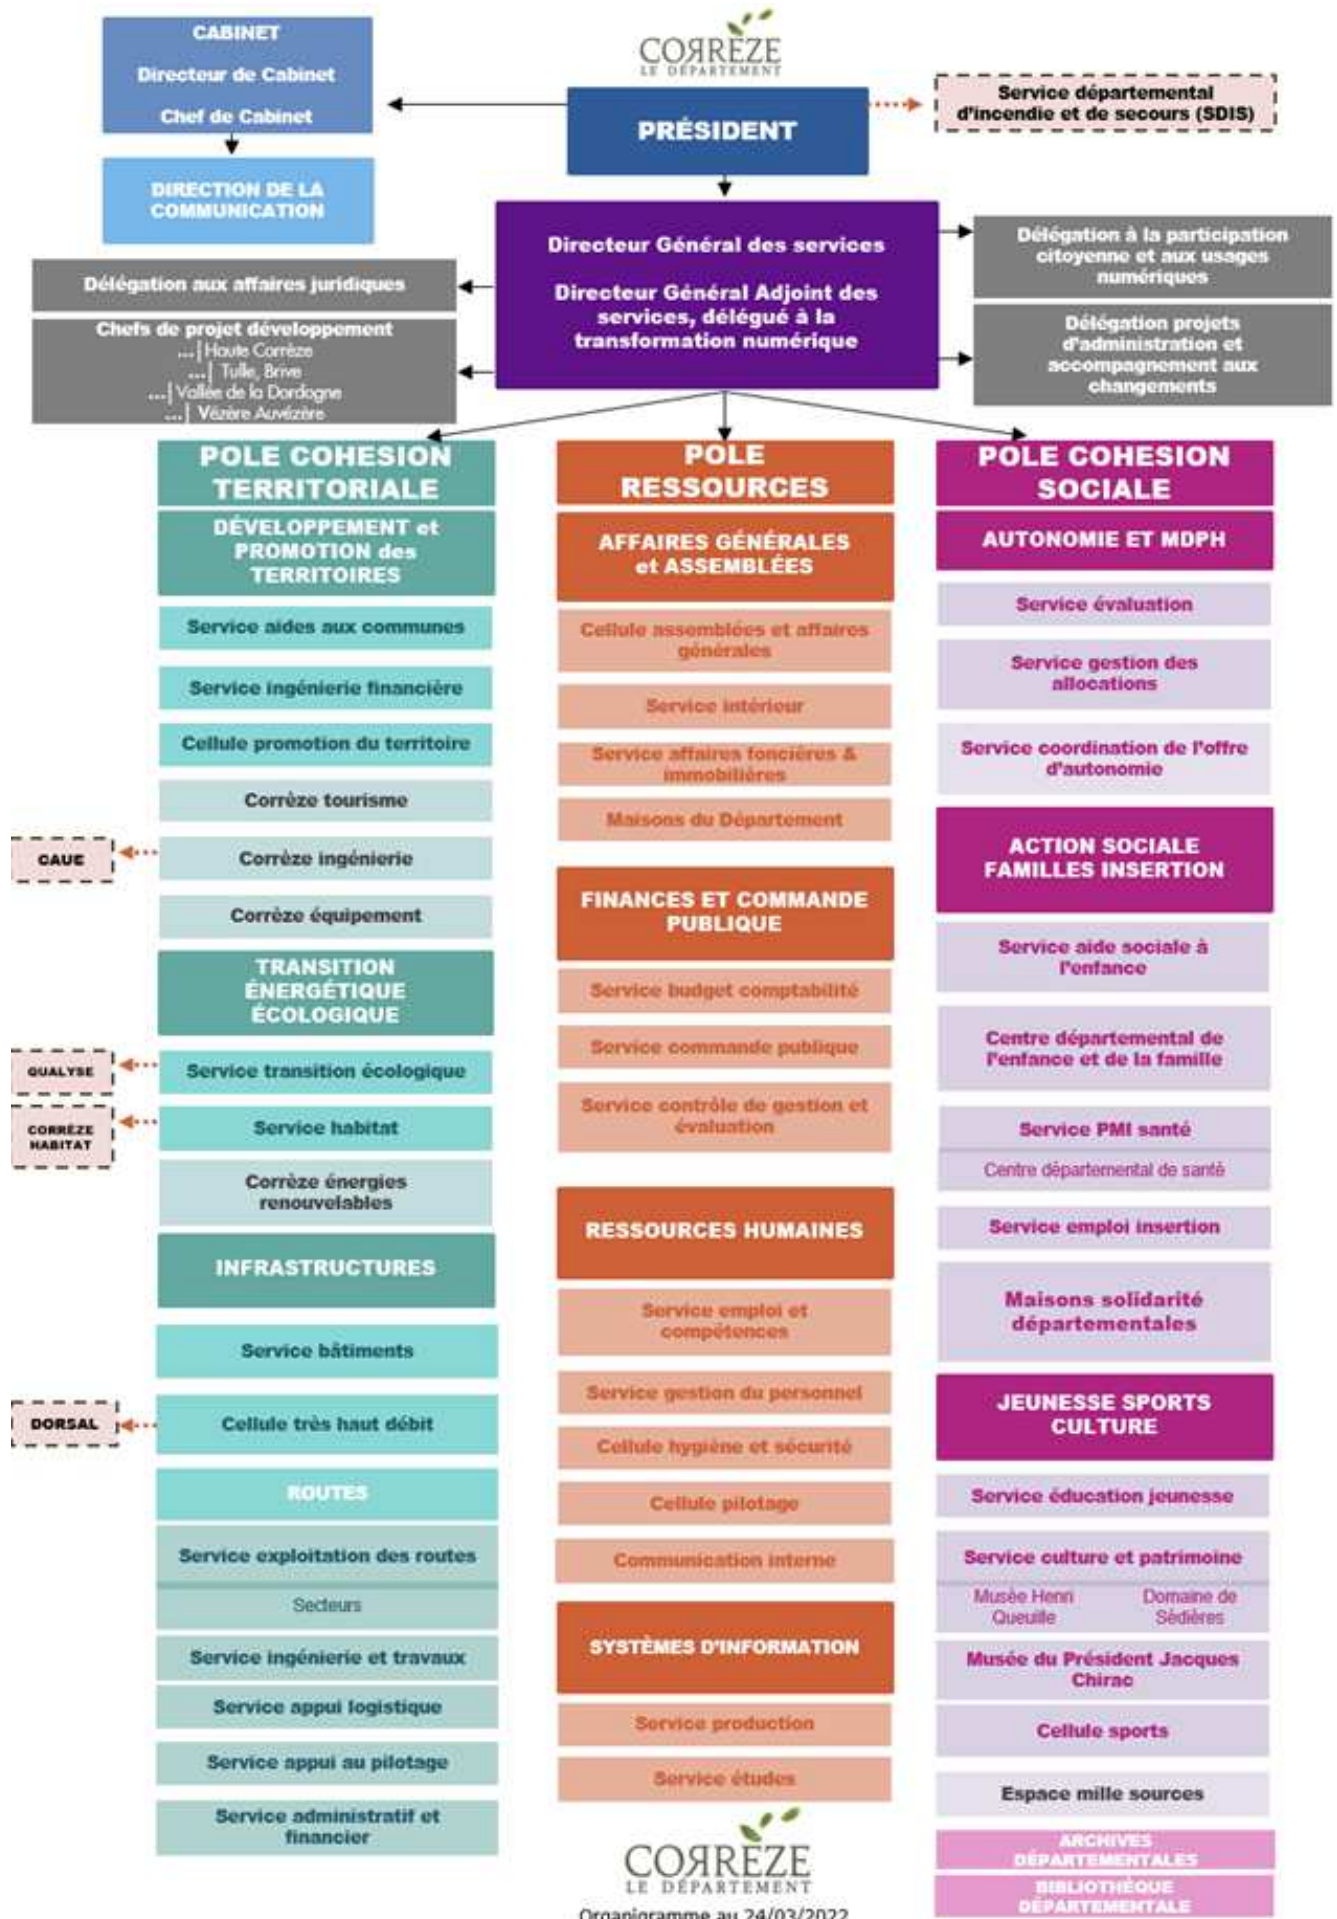 CABINET
Directeur de Cabinet
Chef de Cabinet
CORRÈZE
LE DÉPARTEMENT
PRÉSIDENT
Service départemental
d'incendie et de secours (SDIS)
DIRECTION DE LA
COMMUNICATION
Directeur Général des services
Directeur Général Adjoint des
services, délégué à la
transformation numérique
Délégation à la participation
citoyenne et aux usages
numériques
Délégation projets
d'administration et
accompagnement aux
changements
Délégation aux affaires juridiques
Chefs de projet développement
...| Haute Corrèze
...| Tulle, Brive
...| Vallée de la Dordogne
...| Vézère Auvézère
POLE COHESION
TERRITORIALE
DÉVELOPPEMENT et
PROMOTION des
TERRITOIRES
Service aides aux communes
Service ingénierie financière
Cellule promotion du territoire
Corrèze tourisme
CAUE
Corrèze ingénierie
Corrèze équipement
TRANSITION
ÉNERGÉTIQUE
ÉCOLOGIQUE
QUALYSE
Service transition écologique
CORRÈZE
HABITAT
Service habitat
Corrèze énergies
renouvelables
INFRASTRUCTURES
Service bâtiments
DORSAL
Cellule très haut débit
ROUTES
Service exploitation des routes
Secteurs
Service ingénierie et travaux
Service appui logistique
Service appui au pilotage
Service administratif et
financier
POLE
RESSOURCES
AFFAIRES GÉNÉRALES
et ASSEMBLÉES
Cellule assemblées et affaires
générales
Service intérieur
Service affaires foncières &
immobilières
Maisons du Département
FINANCES ET COMMANDE
PUBLIQUE
Service budget comptabilité
Service commande publique
Service contrôle de gestion et
évaluation
RESSOURCES HUMAINES
Service emploi et
compétences
Service gestion du personnel
Cellule hygiène et sécurité
Cellule pilotage
Communication interne
SYSTÈMES D'INFORMATION
Service production
Service études
CORRÈZE
LE DÉPARTEMENT
Organigramme au 24/03/2022
POLE COHESION
SOCIALE
AUTONOMIE ET MDPH
Service évaluation
Service gestion des
allocations
Service coordination de l'offre
d'autonomie
ACTION SOCIALE
FAMILLES INSERTION
Service aide sociale à
l'enfance
Centre départemental de
l'enfance et de la famille
Service PMI santé
Centre départemental de santé
Service emploi insertion
Maisons solidarité
départementales
JEUNESSE SPORTS
CULTURE
Service éducation jeunesse
Service culture et patrimoine
Musée Henri
Queuille
Domaine de
Sédières
Musée du Président Jacques
Chirac
Cellule sports
Espace mille sources
ARCHIVES
DÉPARTEMENTALES
BIBLIOTHÈQUE
DÉPARTEMENTALE